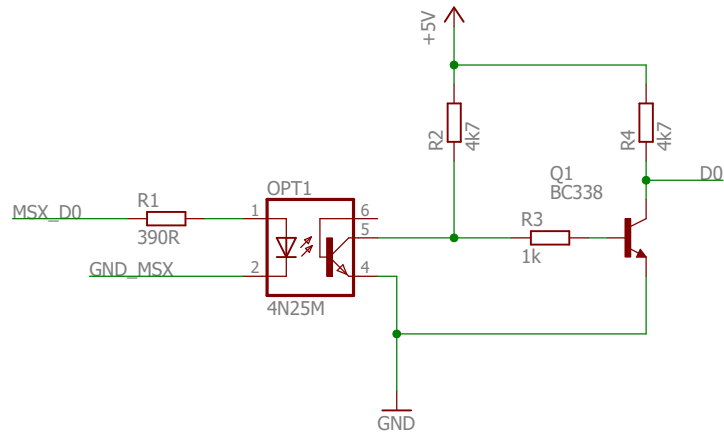 +5V
R2
4k7
R4
4k7
D0
Q1
BC338
OPT1
R1
MSX_D0
390R
1
6
5
R3
1k
GND_MSX
2
4
4N25M
GND